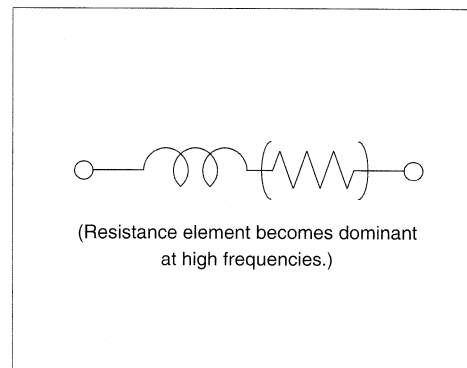 (Resistance element becomes dominant
at high frequencies.)